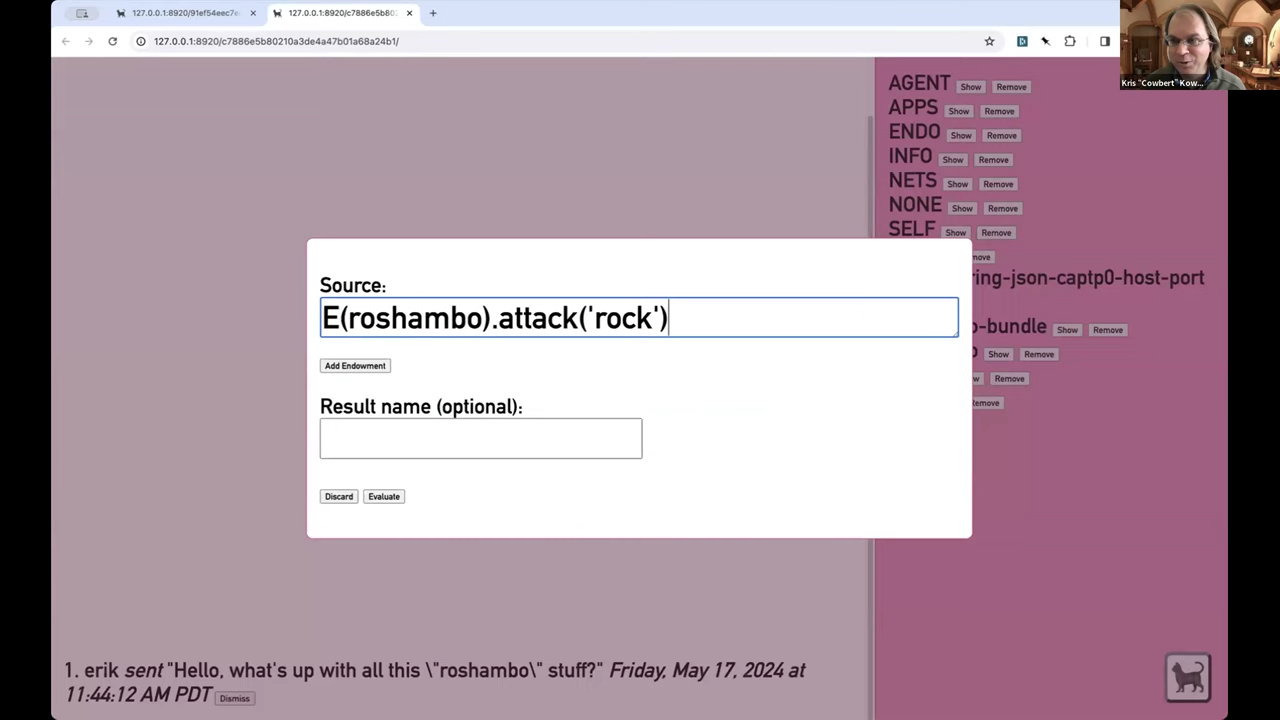 127.0.0.1:8920/91ef54eec7
127.0.0.1:8920/c7886e5b80
127.0.0.1:8920/c7886e5b80210a3de4a47b01a68a24b1/
Kris "Cowbert" Kow...
AGENT Show Remove
APPS Show Remove
ENDO Show Remove
INFO Show Remove
NETS Show Remove
NONE Show Remove
SELF Show Remove
move
ring-json-captp0-host-port
o-bundle Show Remove
Show Remove
w Remove
Remove
Source:
E(roshambo).attack('rock')
Add Endowment
Result name (optional):
Discard Evaluate
1. erik sent "Hello, what's up with all this \"roshambo\" stuff?" Friday, May 17, 2024 at
11:44:12 AM PDT Dismiss